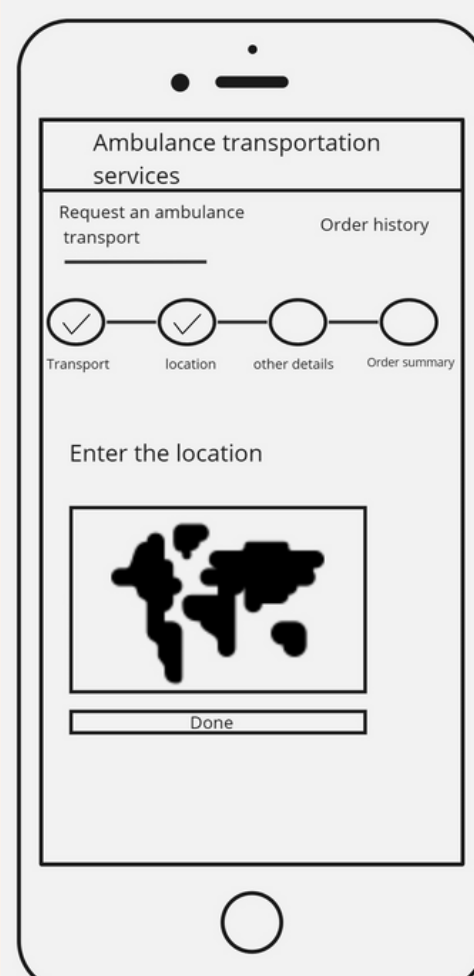 Ambulance transportation
services
Request an ambulance
transport
Order history
Transport
location
other details
Order summary
Enter the location
Done